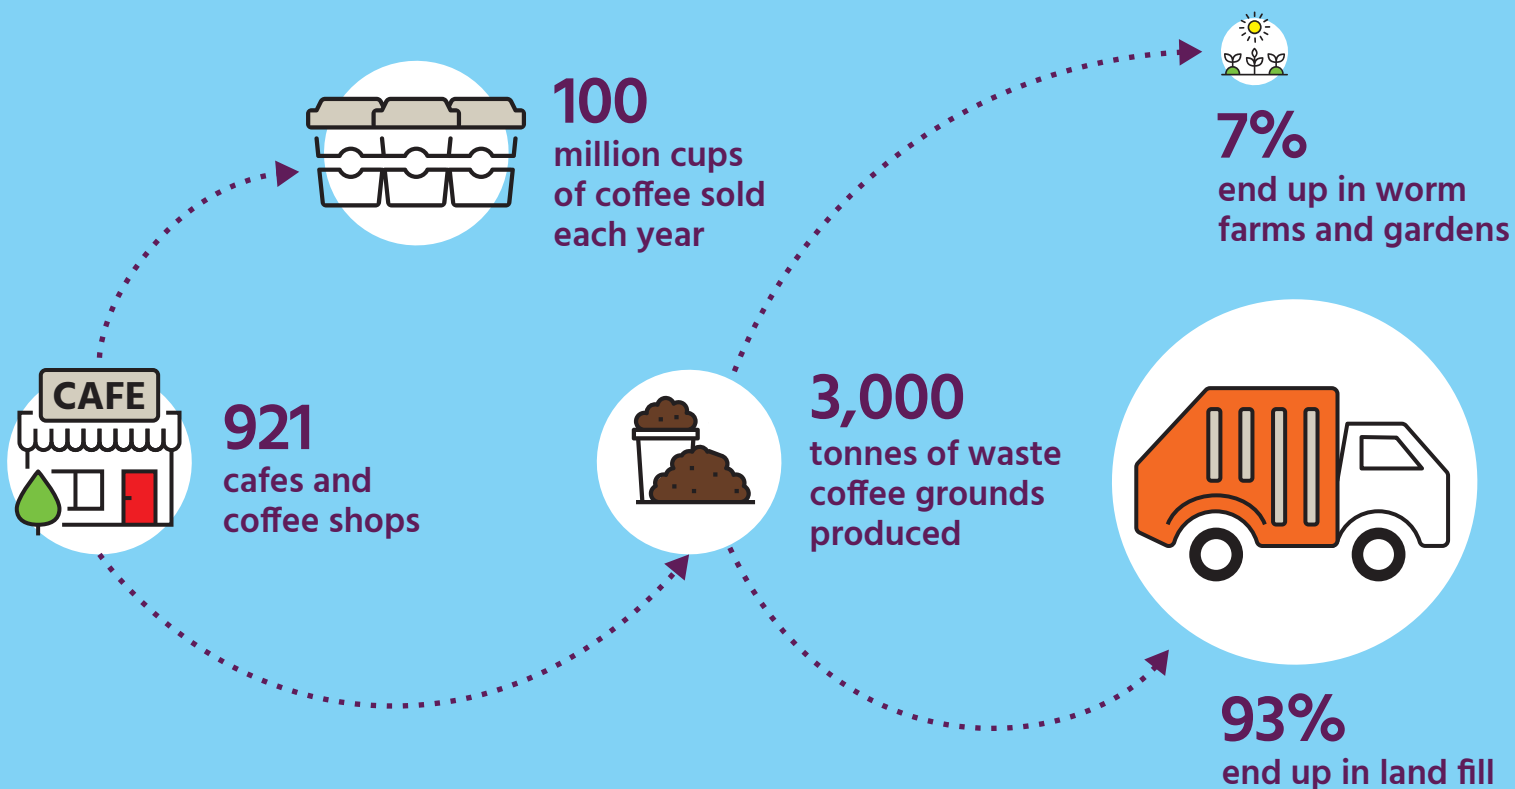 CAFE
921
cafes and
coffee shops
100
million cups
of coffee sold
each year
3,000
tonnes of waste
coffee grounds
produced
7%
end up in worm
farms and gardens
93%
end up in land fill